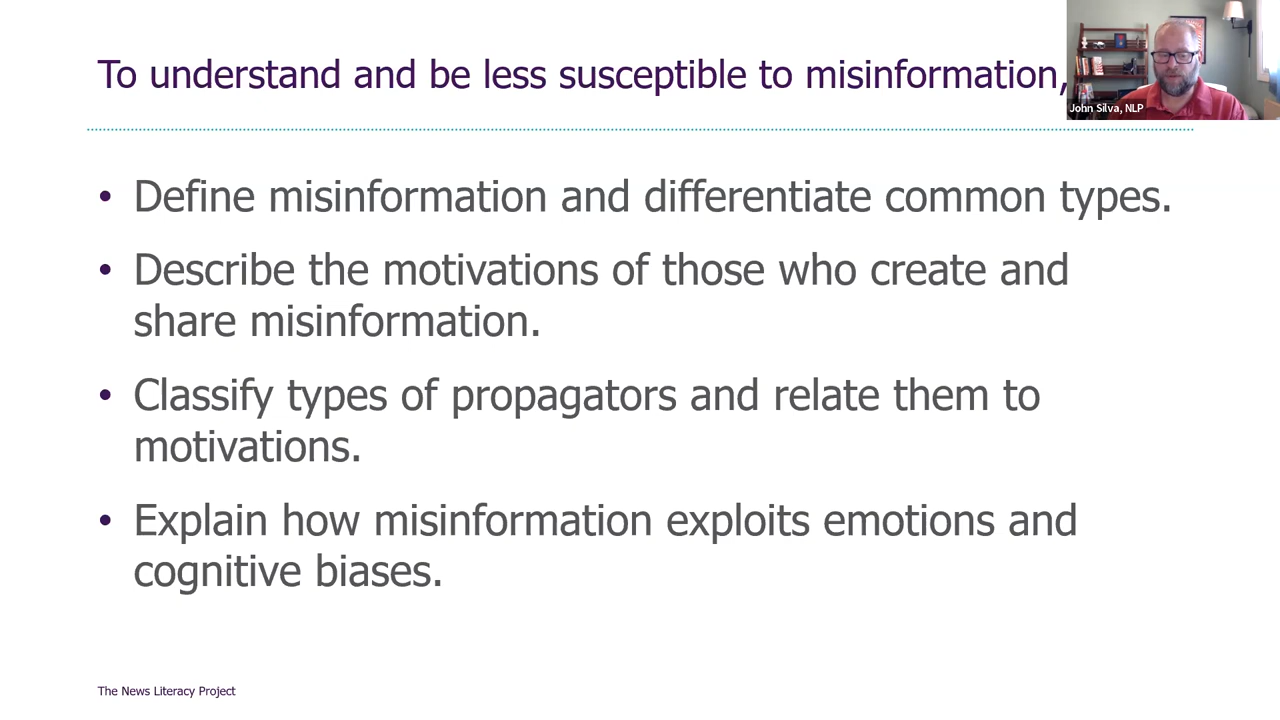 To understand and be less susceptible to misinformation,
John Silva, NLP
• Define misinformation and differentiate common types.
• Describe the motivations of those who create and
share misinformation.
• Classify types of propagators and relate them to
motivations.
• Explain how misinformation exploits emotions and
cognitive biases.
The News Literacy Project